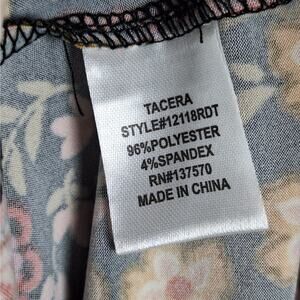 TACERA
STYLE#12118RDT
96%POLYESTER
4%SPANDEX
RN#137570
MADE IN CHINA